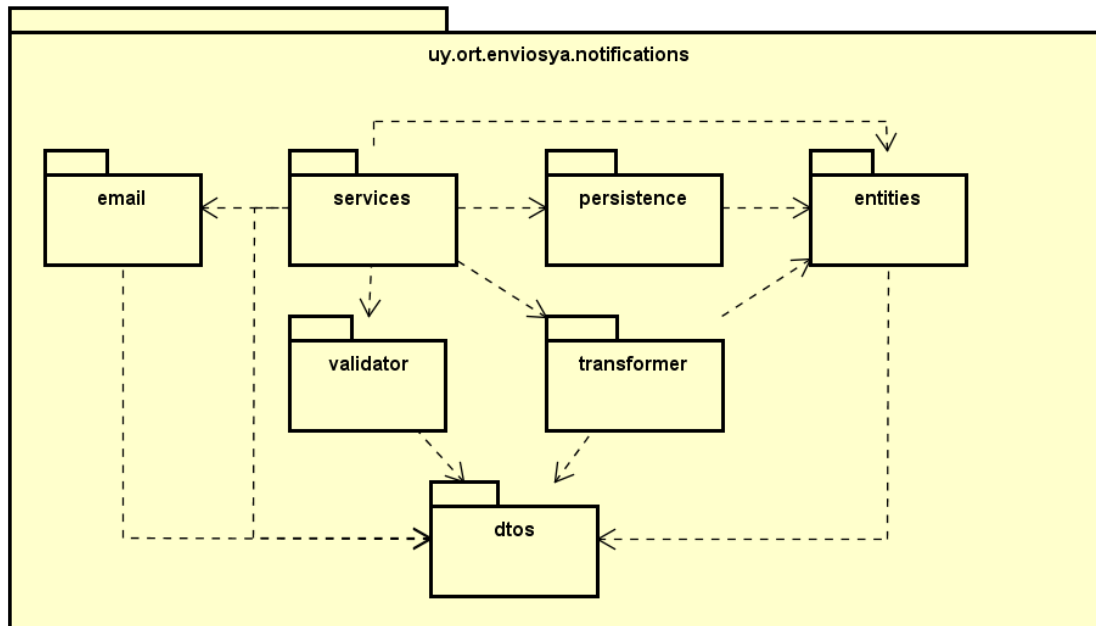 uy.ort.enviosya.notifications
email
services
persistence
entities
validator
transformer
dtos